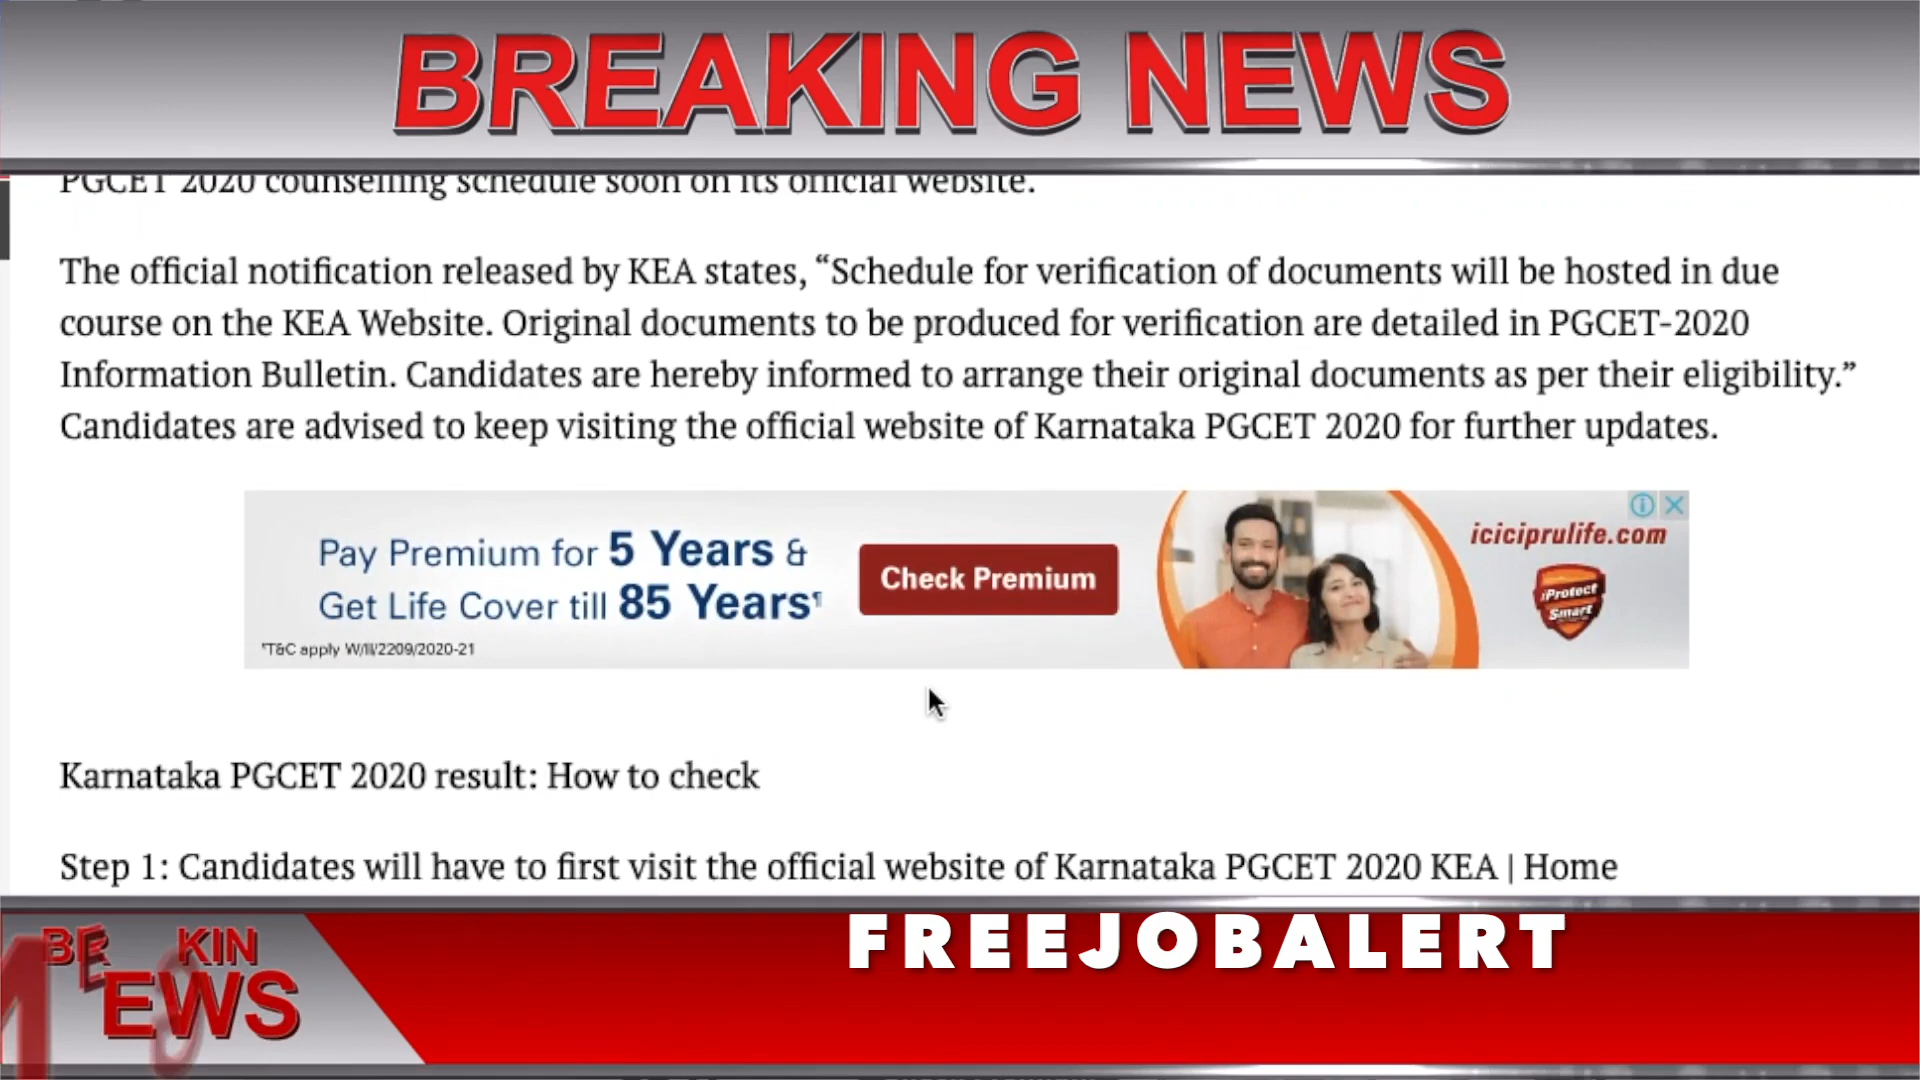 BREAKING NEWS
PGCET 2020 counselling schedule soon on its official website.
The official notification released by KEA states, “Schedule for verification of documents will be hosted in due
course on the KEA Website. Original documents to be produced for verification are detailed in PGCET-2020
Information Bulletin. Candidates are hereby informed to arrange their original documents as per their eligibility.”
Candidates are advised to keep visiting the official website of Karnataka PGCET 2020 for further updates.
Pay Premium for 5 Years &
Get Life Cover till 85 Years¶
Check Premium
¶T&C apply W/II/2209/2020-21
iciciprulife.com
iProtect
Smart
Karnataka PGCET 2020 result: How to check
Step 1: Candidates will have to first visit the official website of Karnataka PGCET 2020 KEA | Home
FREEJOBALERT
BRE KIN
EWS